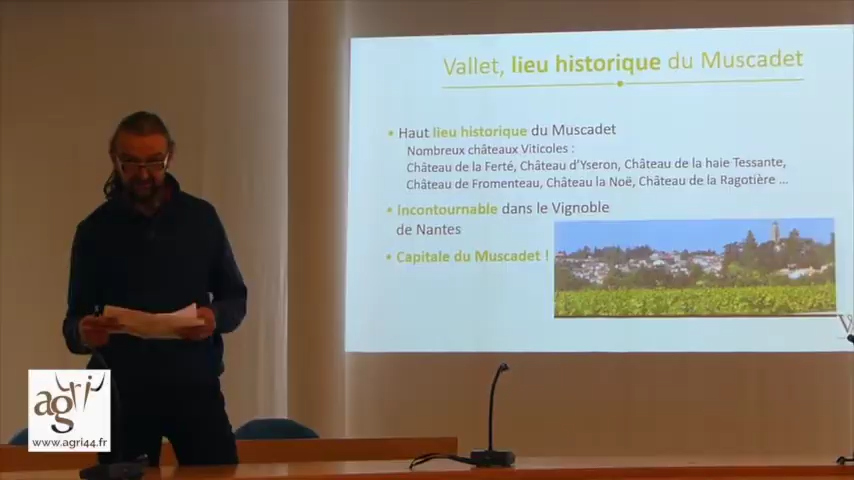 Vallet, lieu historique du Muscadet
• Haut lieu historique du Muscadet
Nombreux châteaux Viticoles :
Château de la Ferté, Château d'Yseron, Château de la haie Tessante,
Château de Fromenteau, Château la Noë, Château de la Ragotière ...
• Incontournable dans le Vignoble
de Nantes
• Capitale du Muscadet !
V
agri
www.agri44.fr